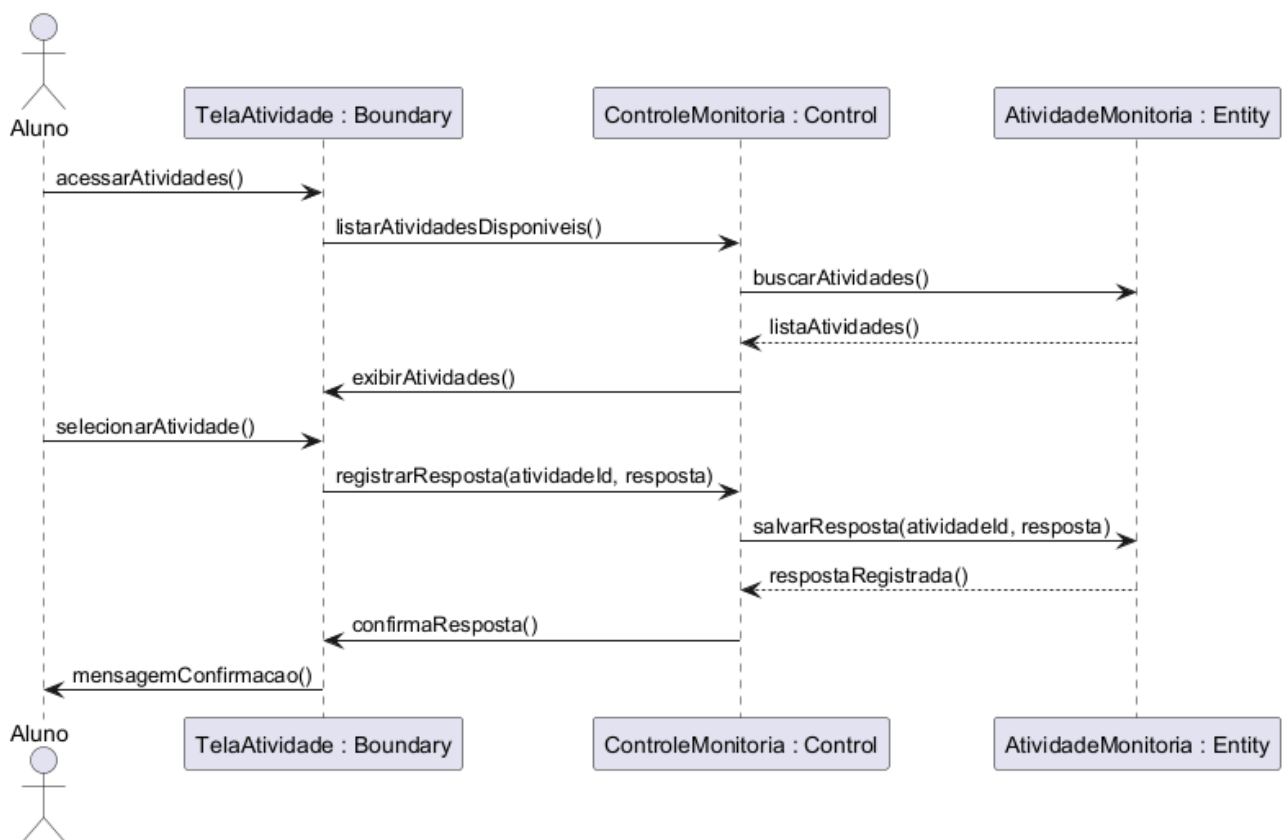 Aluno
TelaAtividade : Boundary
ControleMonitoria : Control
AtividadeMonitoria : Entity
acessarAtividades()
listarAtividadesDisponiveis()
buscarAtividades()
listaAtividades()
exibirAtividades()
selecionarAtividade()
registrarResposta(atividadeId, resposta)
salvarResposta(atividadeId, resposta)
respostaRegistrada()
confirmaResposta()
mensagemConfirmacao()
Aluno
TelaAtividade : Boundary
ControleMonitoria : Control
AtividadeMonitoria : Entity